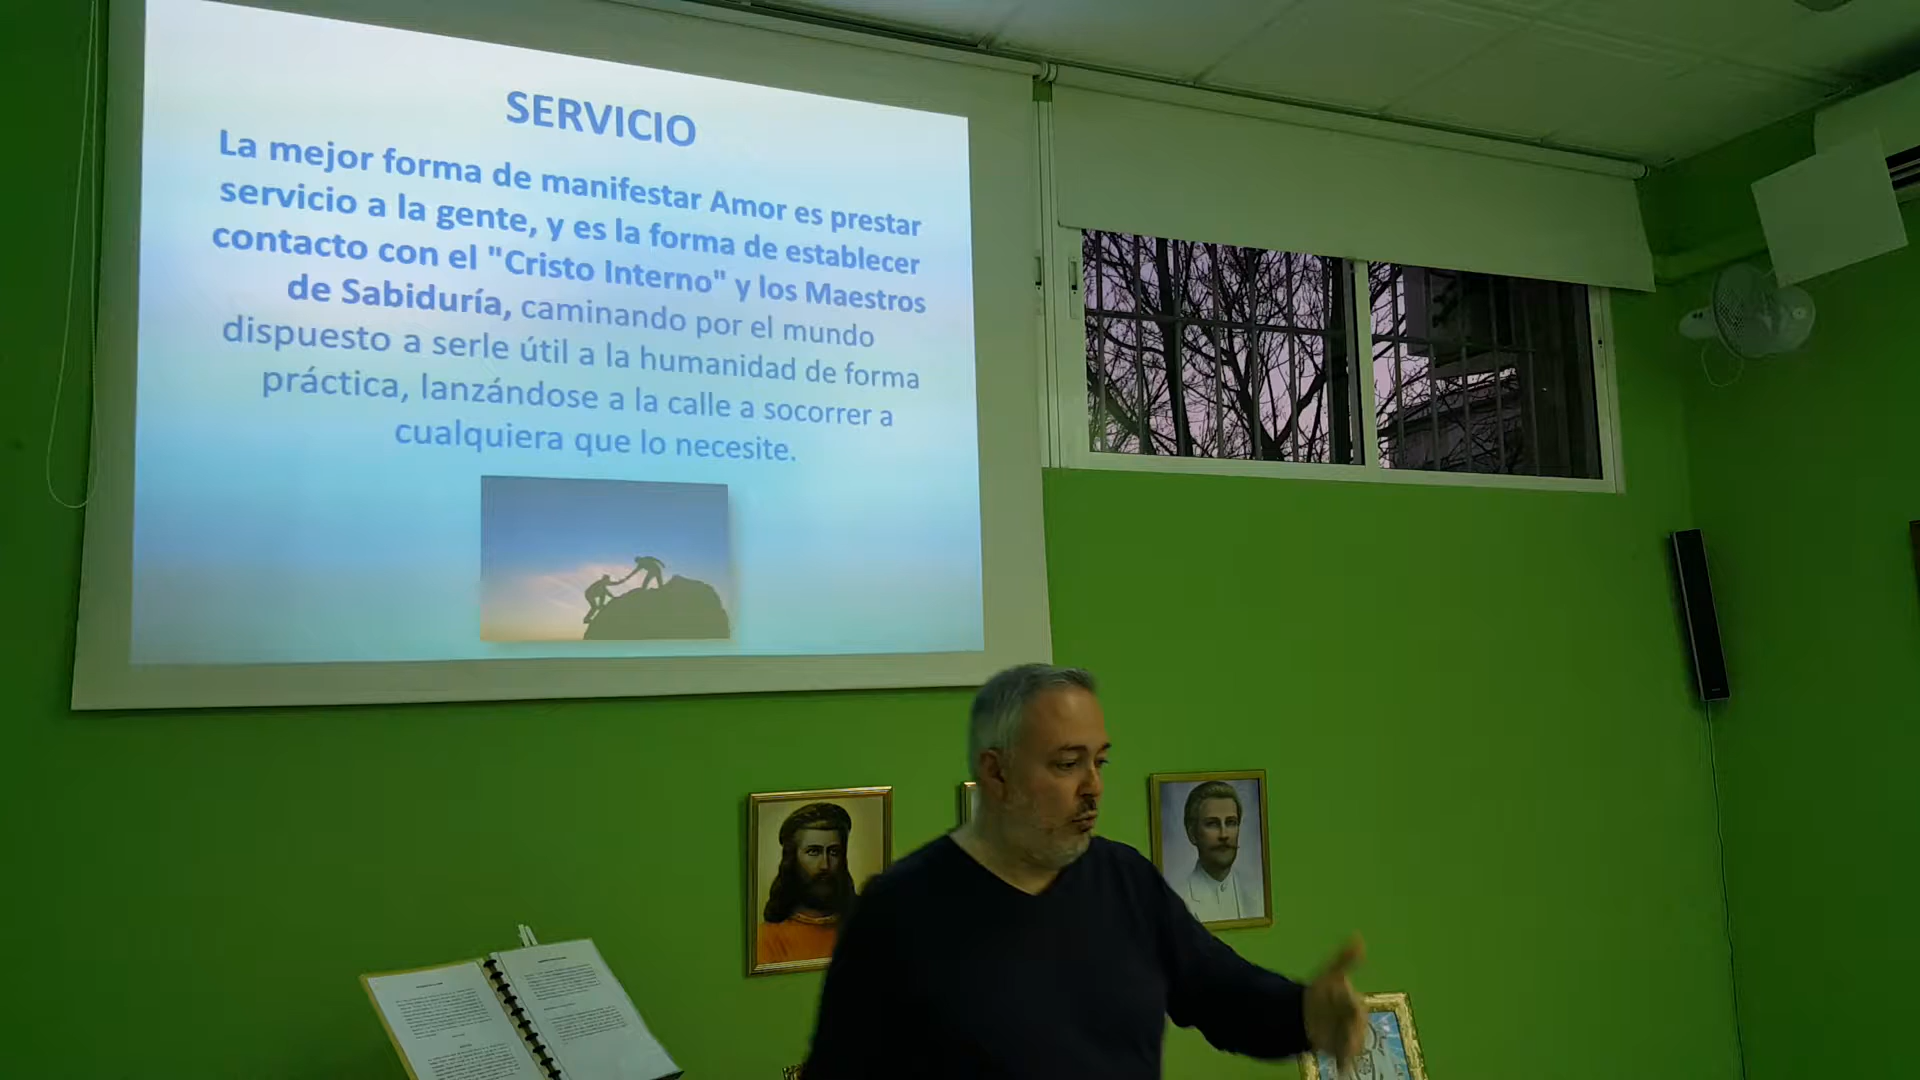 SERVICIO
La mejor forma de manifestar Amor es prestar
servicio a la gente, y es la forma de establecer
contacto con el "Cristo Interno" y los Maestros
de Sabiduría, caminando por el mundo
dispuesto a serle útil a la humanidad de forma
práctica, lanzándose a la calle a socorrer a
cualquiera que lo necesite.